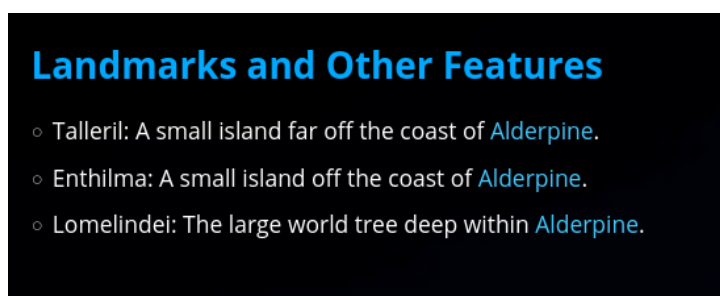 Landmarks and Other Features
Talleril: A small island far off the coast of Alderpine.
Enthilma: A small island off the coast of Alderpine.
Lomelindei: The large world tree deep within Alderpine.